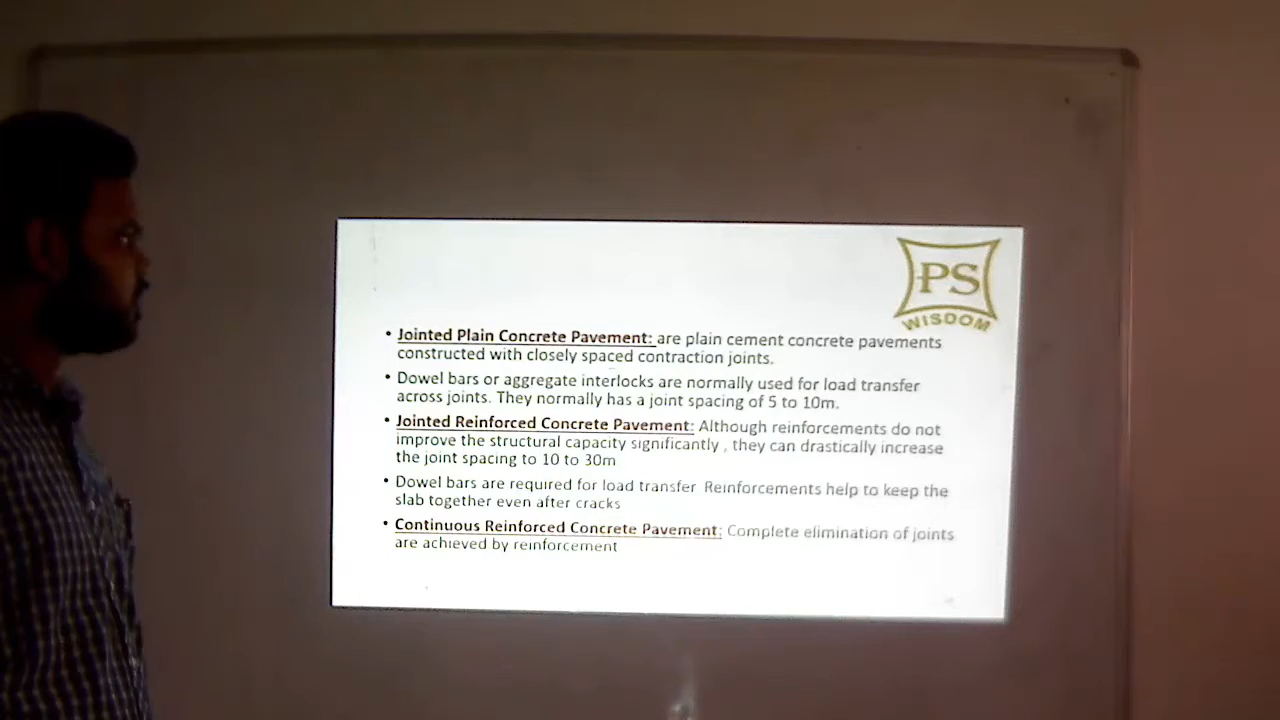 PS
WISDOM
• Jointed Plain Concrete Pavement: are plain cement concrete pavements
constructed with closely spaced contraction joints.
• Dowel bars or aggregate interlocks are normally used for load transfer
across joints. They normally has a joint spacing of 5 to 10m.
• Jointed Reinforced Concrete Pavement: Although reinforcements do not
improve the structural capacity significantly , they can drastically increase
the joint spacing to 10 to 30m
• Dowel bars are required for load transfer Reinforcements help to keep the
slab together even after cracks
• Continuous Reinforced Concrete Pavement: Complete elimination of joints
are achieved by reinforcement